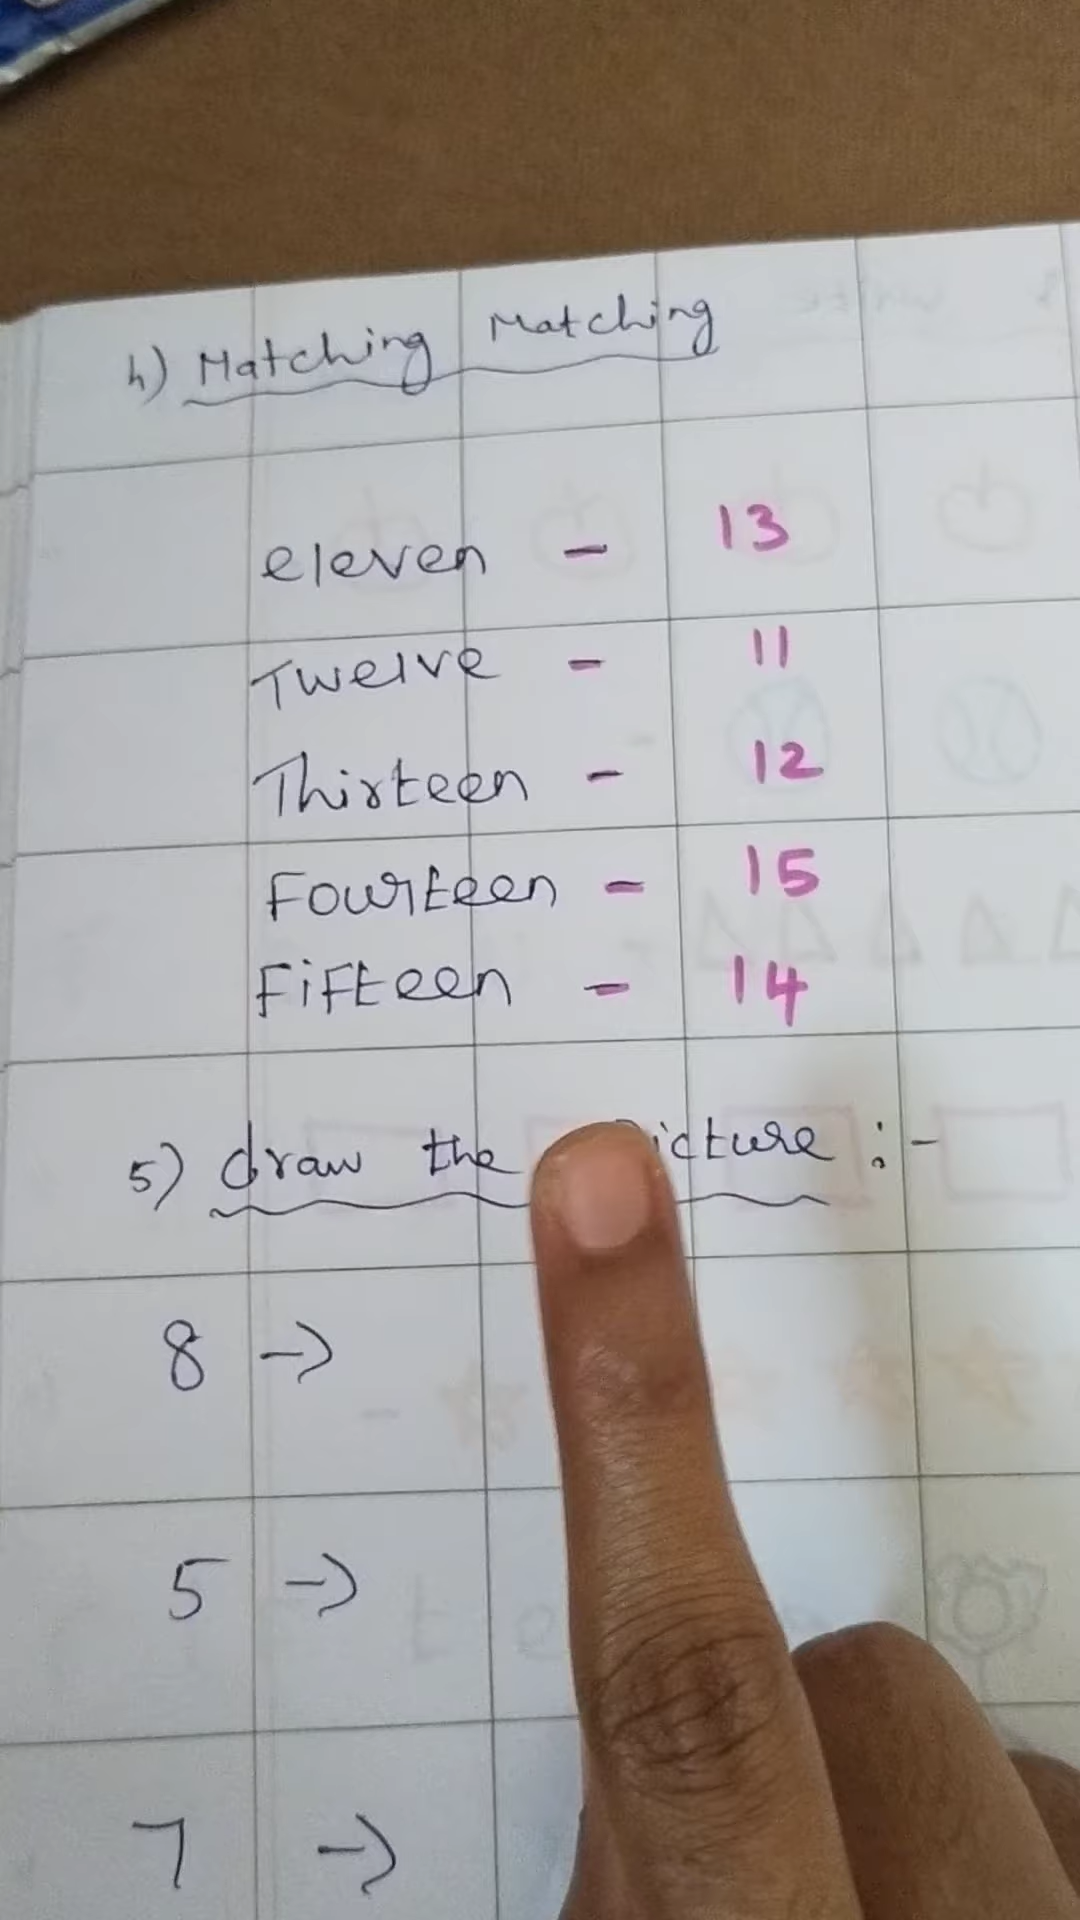 4) Matching Matching
eleven - 13
Twelve - 11
Thirteen - 12
Fourteen - 15
Fifteen - 14
5) draw the Picture :-
8 →
5 →
7 →